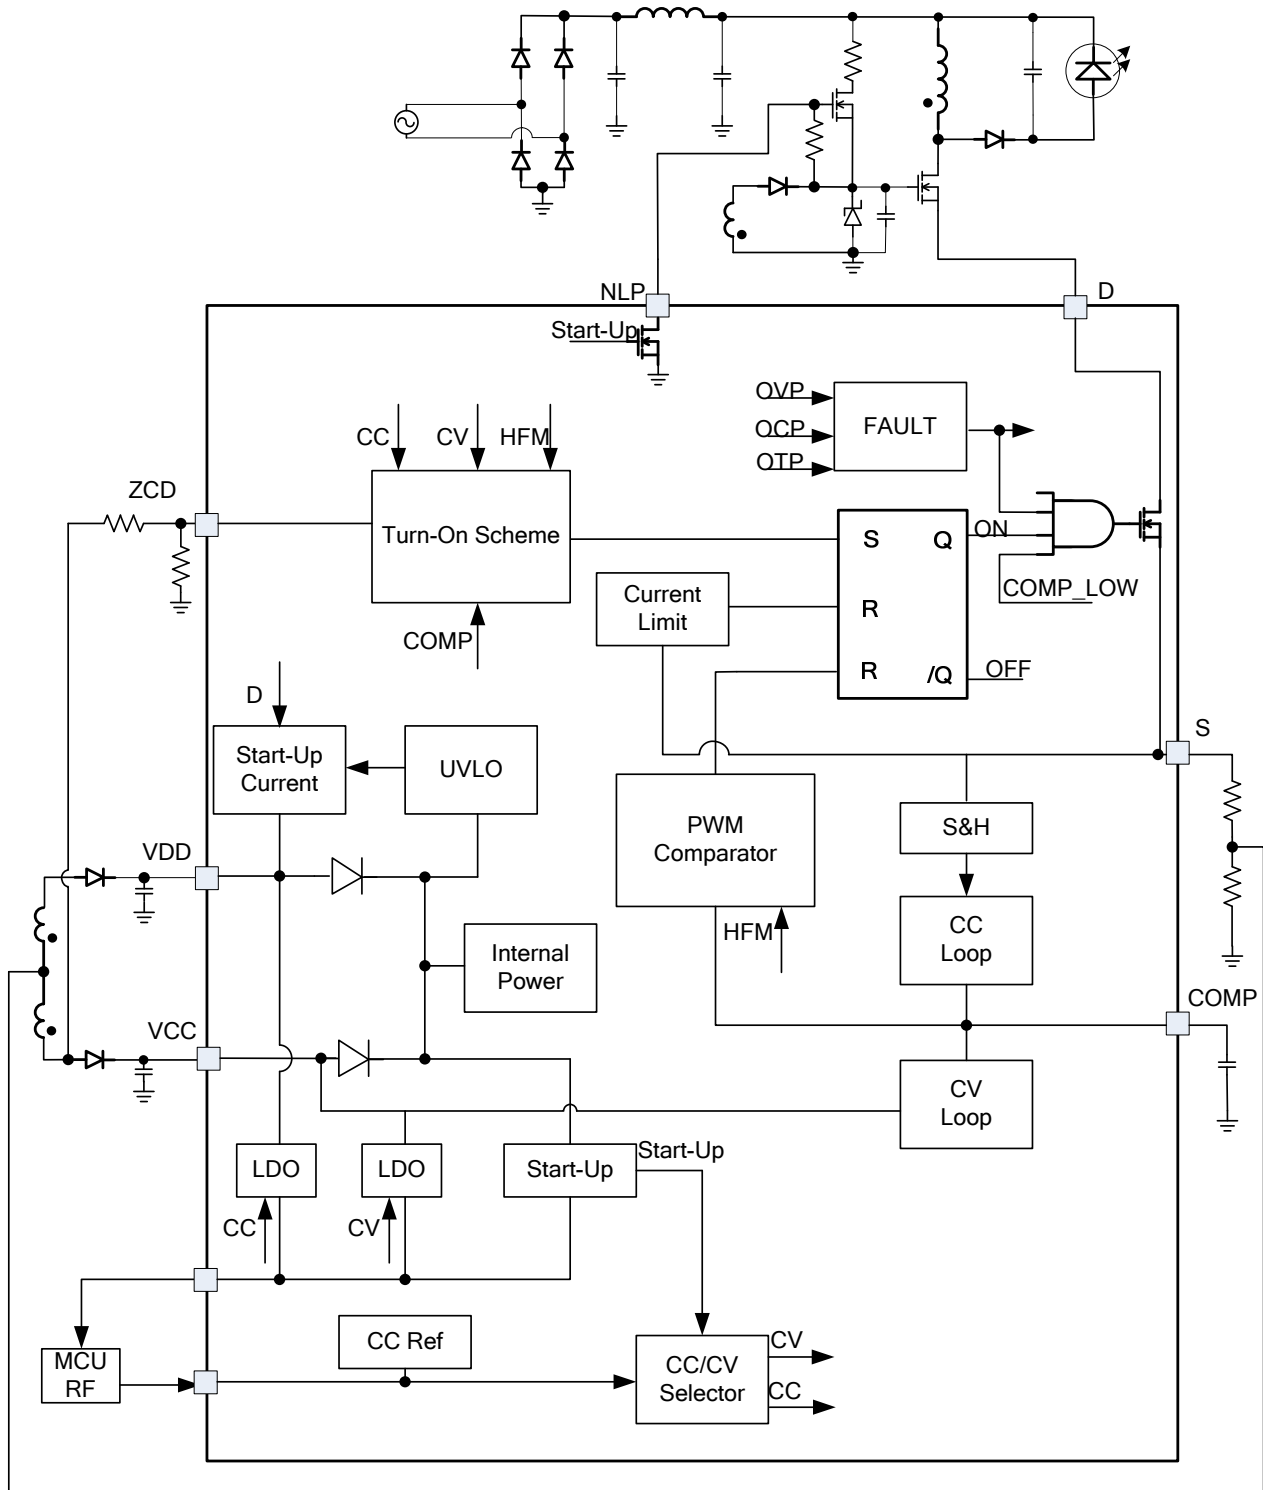 NLP
D
Start-Up
OVP
OCP
OTP
FAULT
CC
CV
HFM
ZCD
Turn-On Scheme
S
Q
ON
COMP_LOW
Current
Limit
R
COMP
R
/Q
OFF
D
S
Start-Up
Current
UVLO
PWM
Comparator
S&H
VDD
HFM
CC
Loop
Internal
Power
COMP
VCC
CV
Loop
LDO
LDO
Start-Up
Start-Up
CC
CV
CC Ref
MCU
RF
CC/CV
Selector
CV
CC